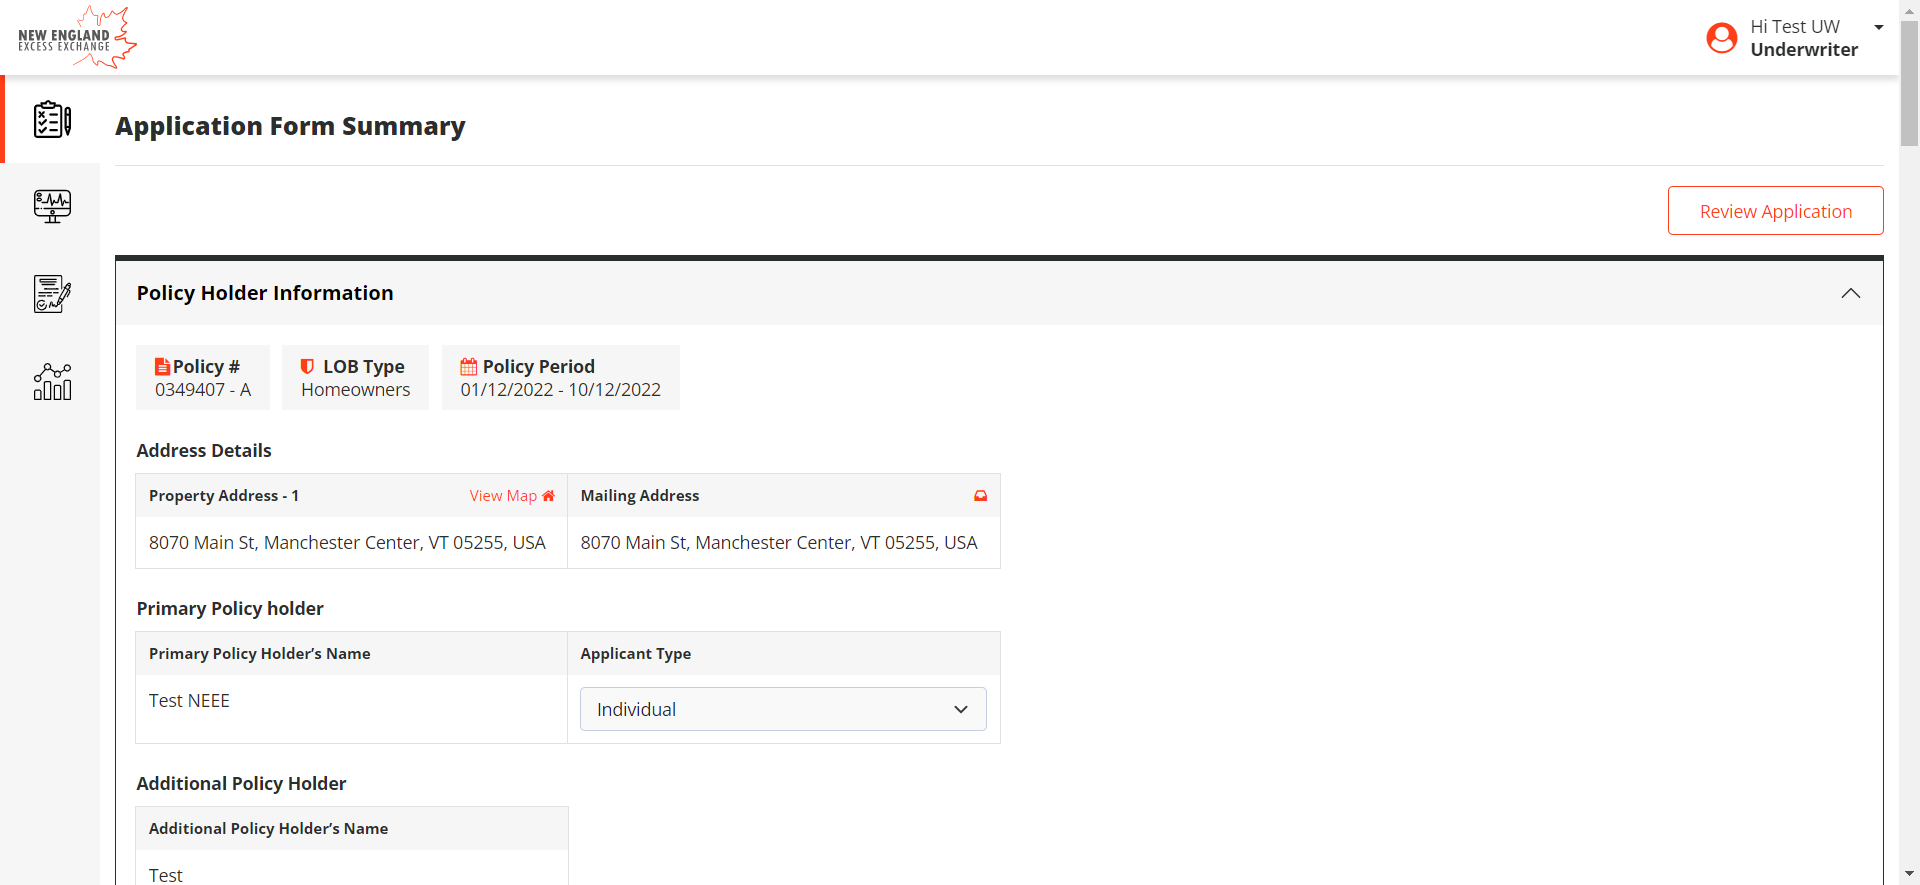 NEW ENGLAND
EXCESS EXCHANGE
Hi Test UW
Underwriter
Application Form Summary
Review Application
Policy Holder Information
Policy #
0349407 - A
LOB Type
Homeowners
Policy Period
01/12/2022 - 10/12/2022
Address Details
Property Address - 1
View Map
Mailing Address
8070 Main St, Manchester Center, VT 05255, USA
8070 Main St, Manchester Center, VT 05255, USA
Primary Policy holder
Primary Policy Holder’s Name
Applicant Type
Test NEEE
Individual
Additional Policy Holder
Additional Policy Holder’s Name
Test